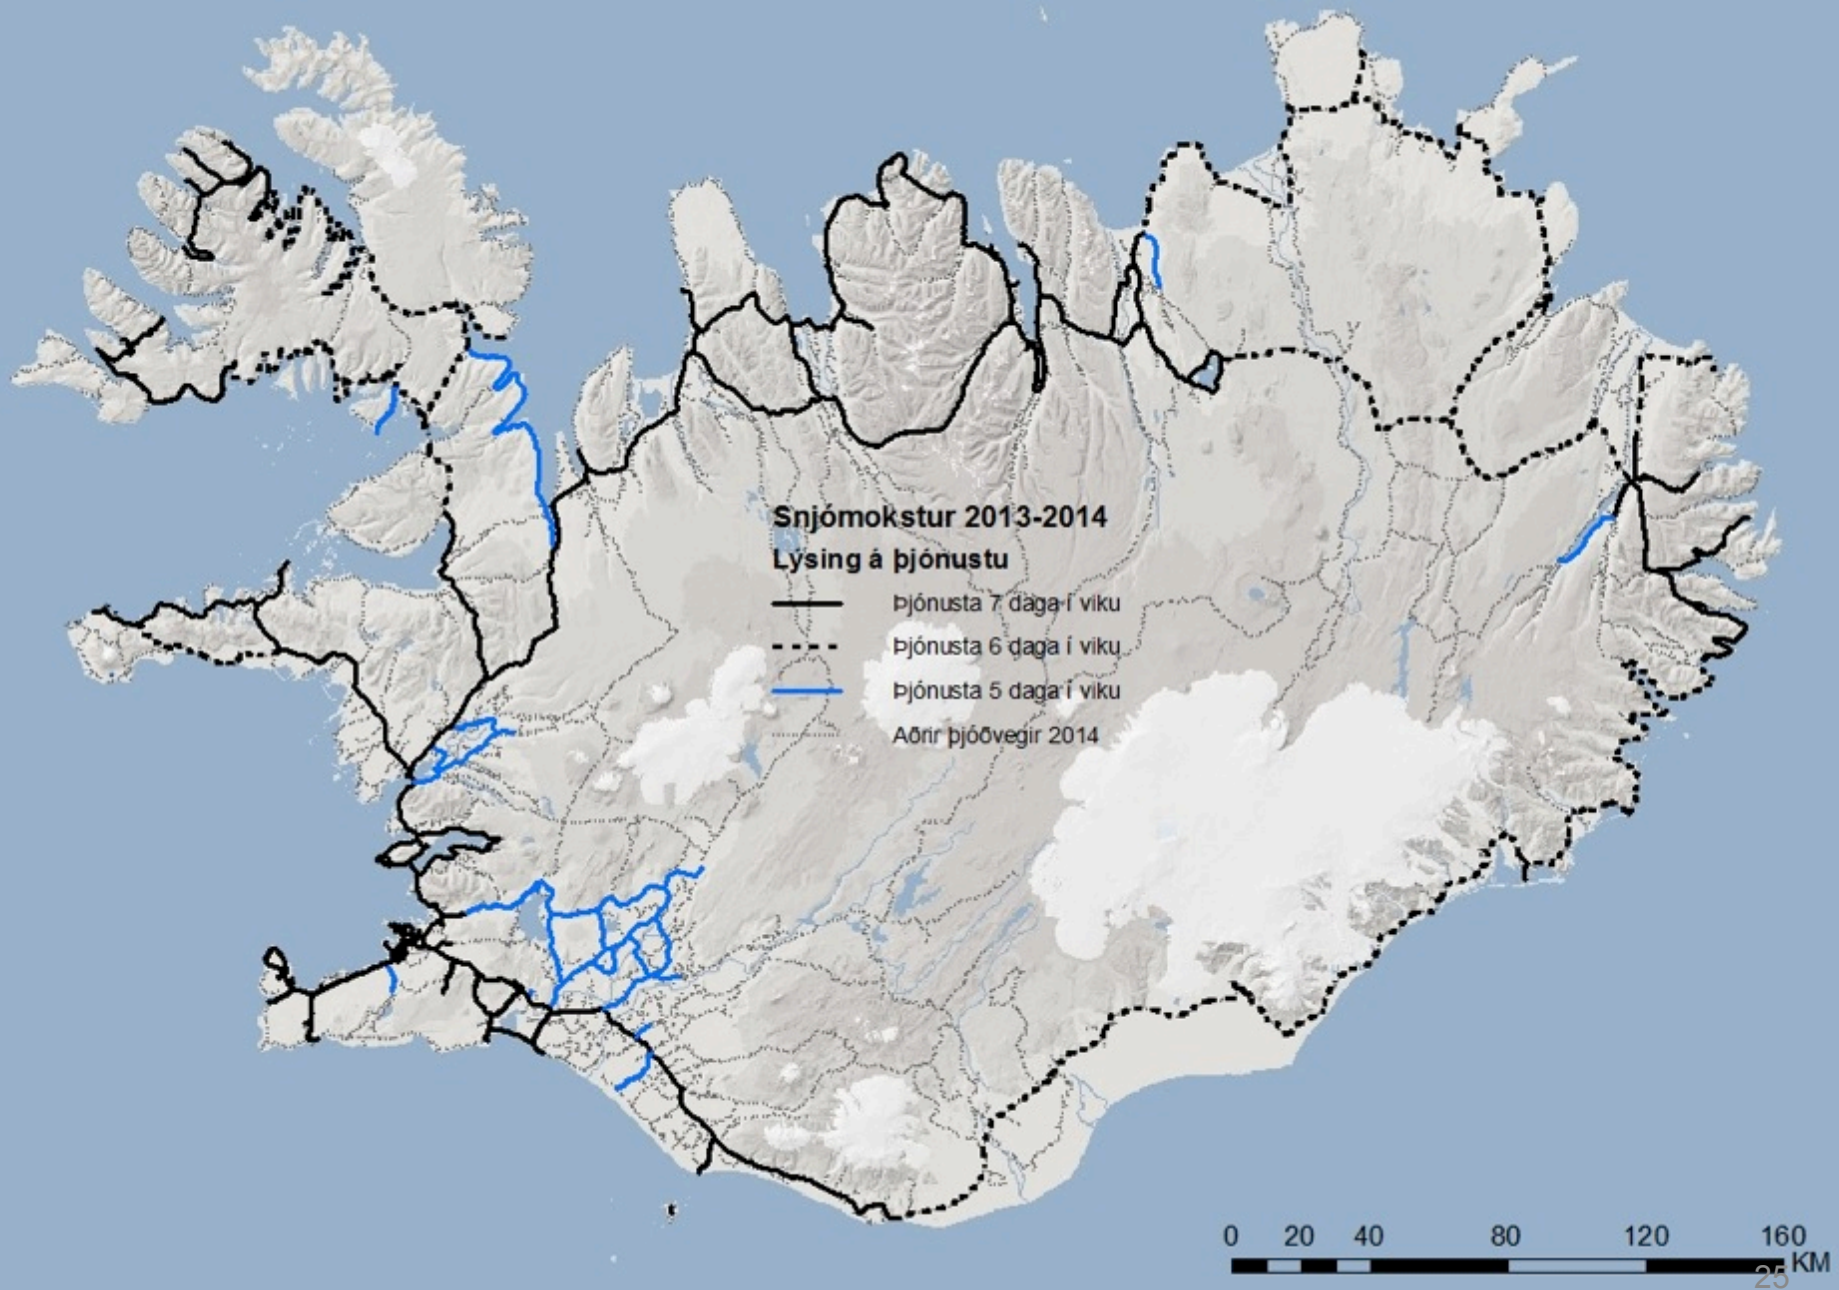 Snjómokstur 2013-2014
Lýsing á þjónustu
Þjónusta 7 daga í viku
Þjónusta 6 daga í viku
Þjónusta 5 daga í viku
Aðrir þjóðvegir 2014
0 20 40 80 120 160
KM
25